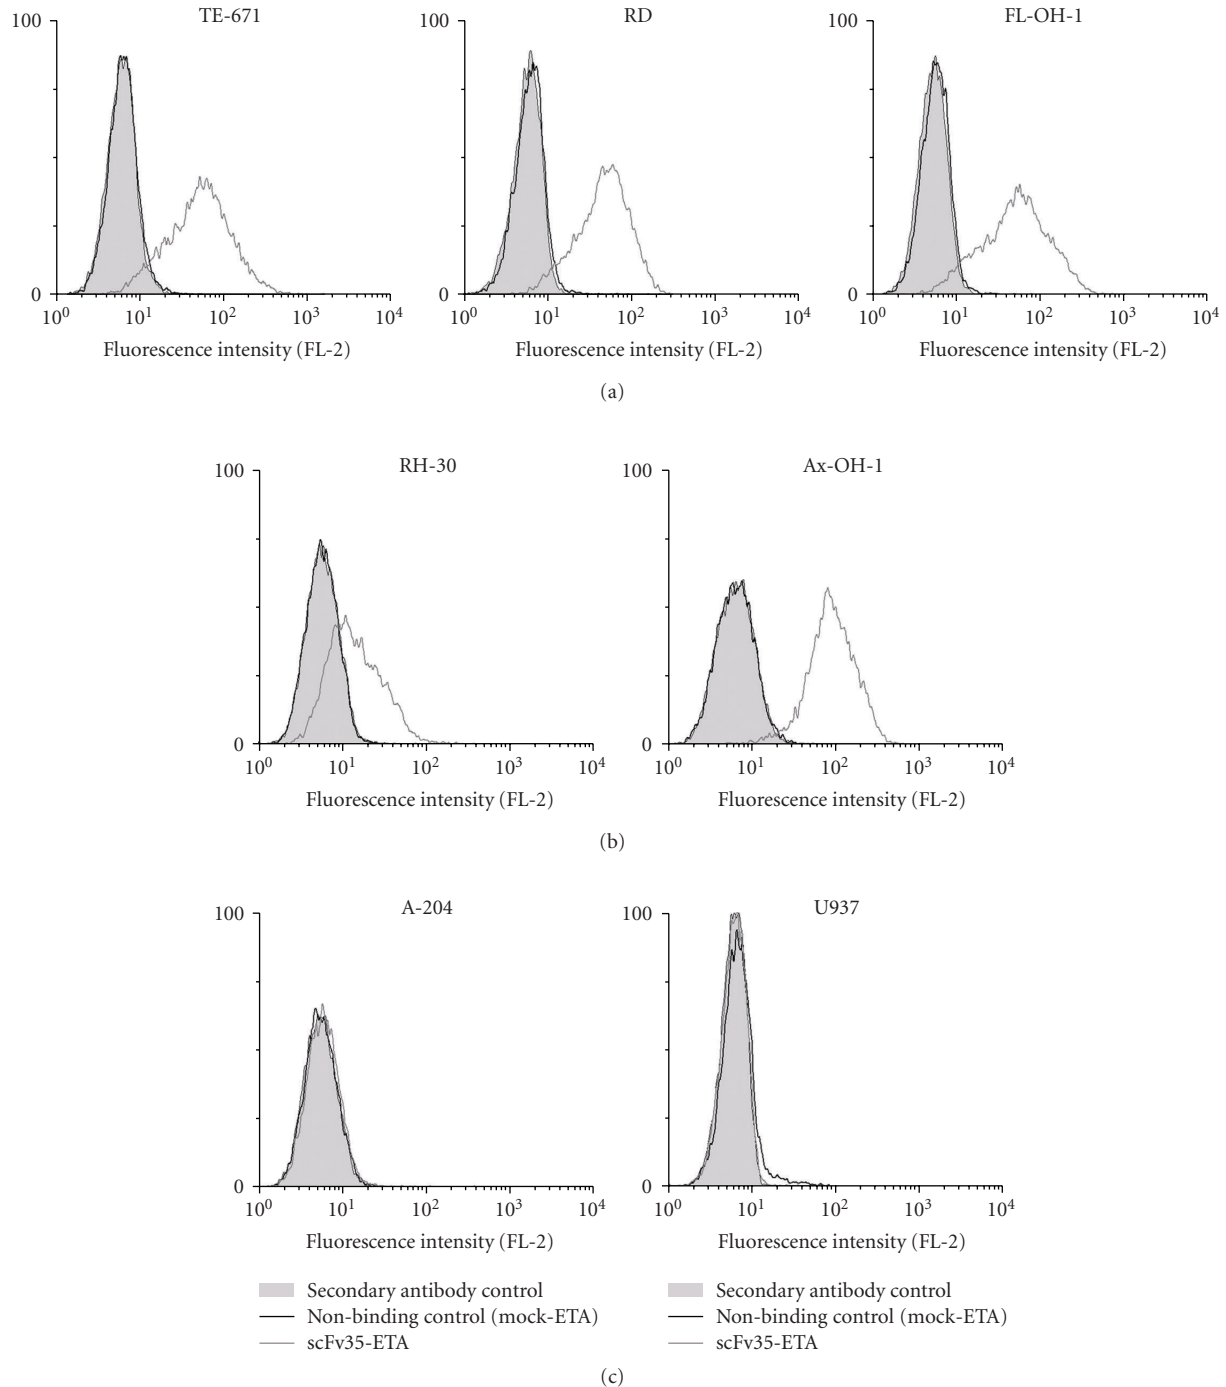 TE-671 RD FL-OH-1
100 100 100
0 0 0
10^0 10^1 10^2 10^3 10^4 10^0 10^1 10^2 10^3 10^4 10^0 10^1 10^2 10^3 10^4
Fluorescence intensity (FL-2) Fluorescence intensity (FL-2) Fluorescence intensity (FL-2)
(a)
RH-30 Ax-OH-1
100 100
0 0
10^0 10^1 10^2 10^3 10^4 10^0 10^1 10^2 10^3 10^4
Fluorescence intensity (FL-2) Fluorescence intensity (FL-2)
(b)
A-204 U937
100 100
0 0
10^0 10^1 10^2 10^3 10^4 10^0 10^1 10^2 10^3 10^4
Fluorescence intensity (FL-2) Fluorescence intensity (FL-2)
Secondary antibody control Secondary antibody control
Non-binding control (mock-ETA) Non-binding control (mock-ETA)
scFv35-ETA scFv35-ETA
(c)